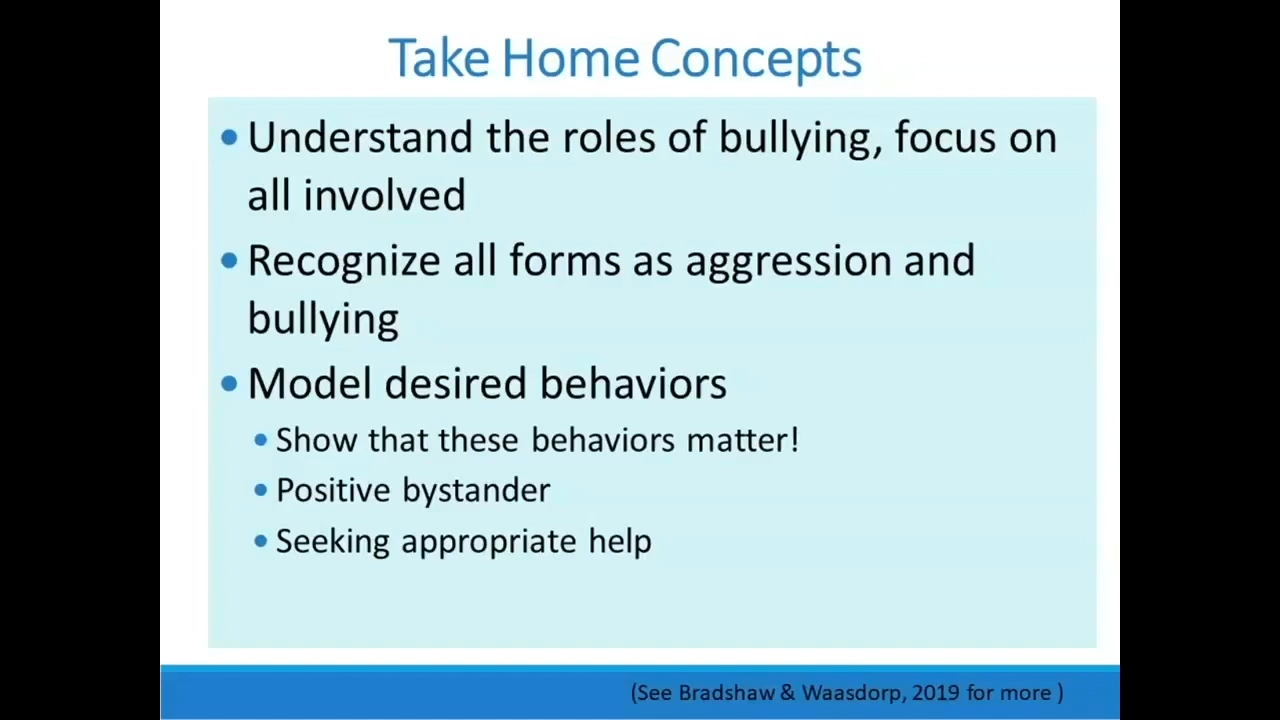 Take Home Concepts
• Understand the roles of bullying, focus on
all involved
• Recognize all forms as aggression and
bullying
• Model desired behaviors
• Show that these behaviors matter!
• Positive bystander
• Seeking appropriate help
(See Bradshaw & Waasdorp, 2019 for more )